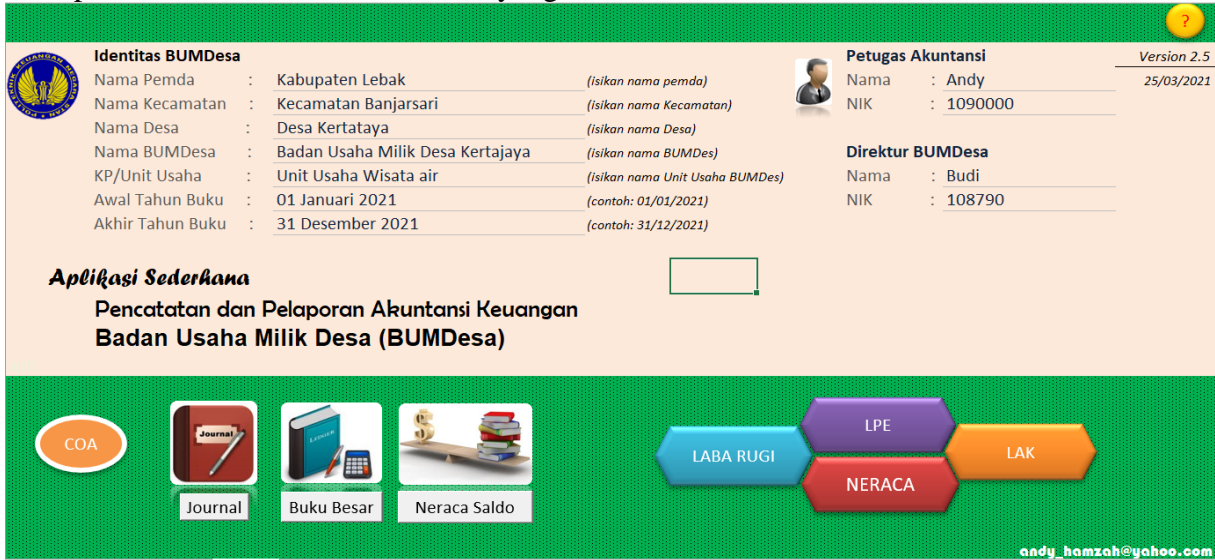 ?
Identitas BUMDesa
Nama Pemda : Kabupaten Lebak (isikan nama pemda)
Nama Kecamatan : Kecamatan Banjarsari (isikan nama Kecamatan)
Nama Desa : Desa Kertataya (isikan nama Desa)
Nama BUMDesa : Badan Usaha Milik Desa Kertajaya (isikan nama BUMDes)
KP/Unit Usaha : Unit Usaha Wisata air (isikan nama Unit Usaha BUMDes)
Awal Tahun Buku : 01 Januari 2021 (contoh: 01/01/2021)
Akhir Tahun Buku : 31 Desember 2021 (contoh: 31/12/2021)
Petugas Akuntansi
Nama : Andy
NIK : 1090000
Direktur BUMDesa
Nama : Budi
NIK : 108790
Version 2.5
25/03/2021
Aplikasi Sederhana
Pencatatan dan Pelaporan Akuntansi Keuangan
Badan Usaha Milik Desa (BUMDesa)
COA
Journal
Journal
LEDGER
Buku Besar
Neraca Saldo
LABA RUGI
LPE
NERACA
LAK
andy_hamzah@yahoo.com